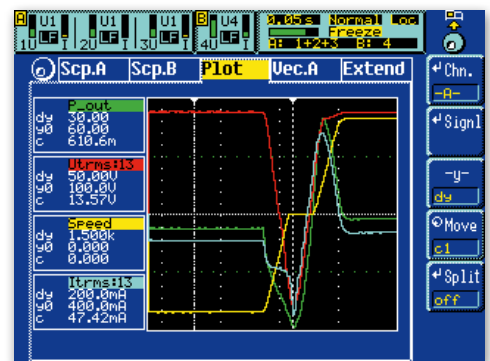 A U1 U1 U1 B U4 0.05s Normal Loc
LF LF LF LF Freeze
1U I 2U I 3U I 4U I A: 1+2+3 B: 4
Scp.A Scp.B Plot Vec.A Extend
Chn.
-A-
P_out
dy 30.00
y0 60.00
c 610.6m
Signl
Utrms:13
dy 50.00V
y0 100.0V
c 13.57V
-y-
dy
Speed
dy 1.500k
y0 0.000
c 0.000
Move
c1
Itrms:13
dy 200.0mA
y0 400.0mA
c 47.42mA
Split
off